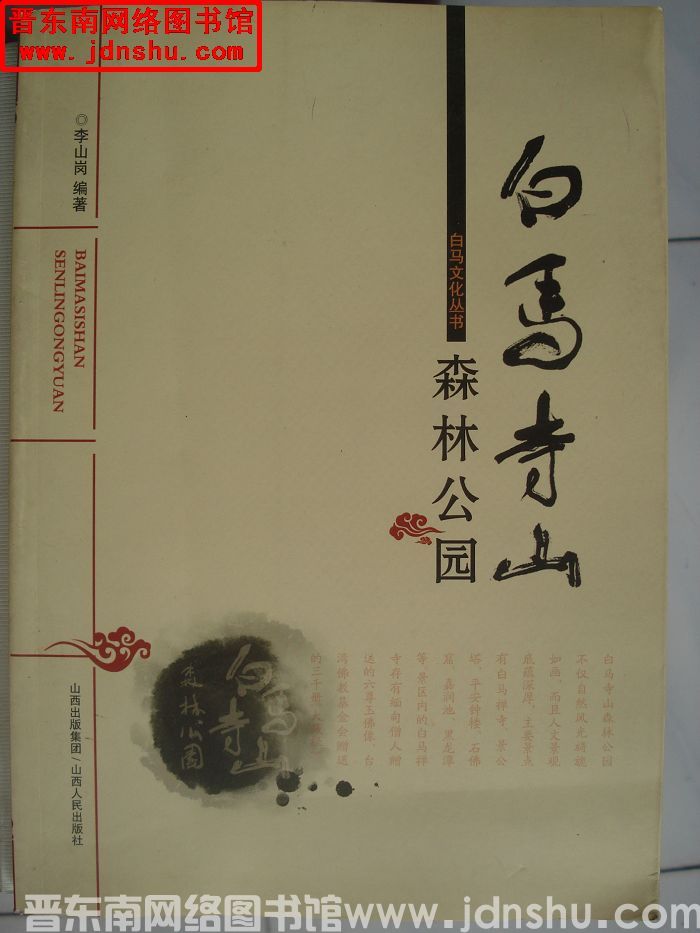 晋东南网络图书馆
www.jdnshu.com
◎李山岗 编著
BAIMASISHAN
SENLINGONGYUAN
山西出版集团/山西人民出版社
白马寺山
白马文化丛书
森林公园
白马寺山森林公园
不仅自然风光旖旎
如画，而且人文景观
底蕴深厚，主要景点
有白马禅寺、景公
塔、平安钟楼、石佛
窟、嘉润池、黑龙潭
等，景区内的白马禅
寺存有缅甸僧人赠
送的六尊玉佛像、台
湾佛教基金会赠送
的三千册
白马寺山
森林公园
晋东南网络图书馆 www.jdnshu.com